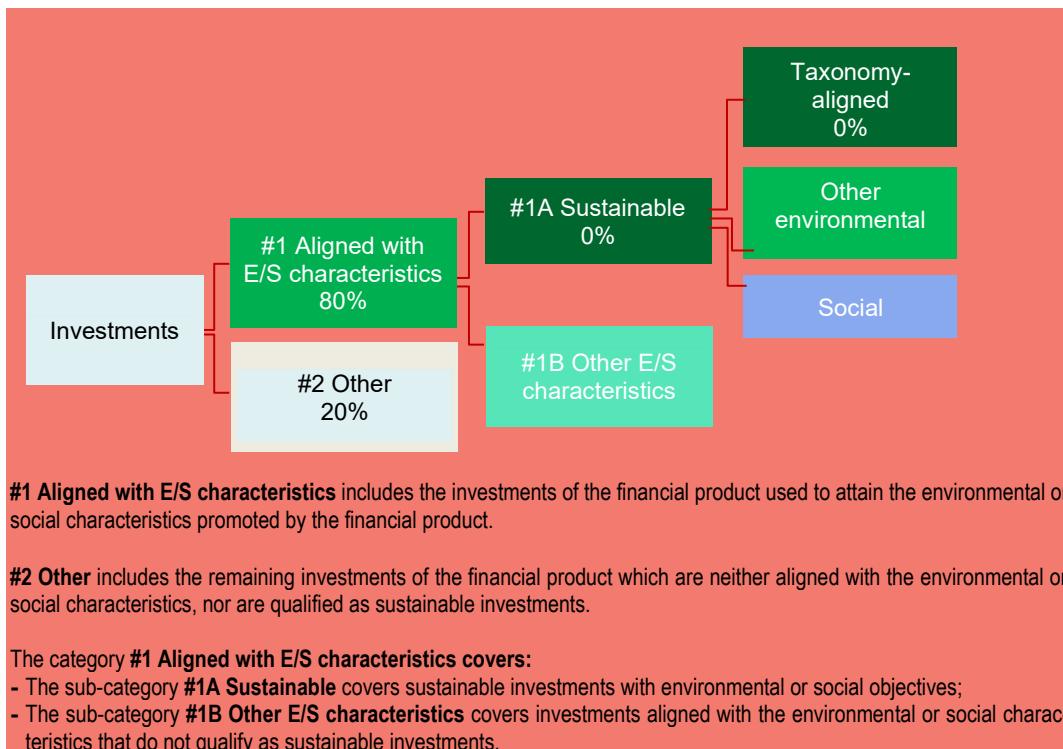 Taxonomy-
aligned
0%
#1A Sustainable
0%
Other
environmental
#1 Aligned with
E/S characteristics
80%
Social
Investments
#1B Other E/S
characteristics
#2 Other
20%
#1 Aligned with E/S characteristics includes the investments of the financial product used to attain the environmental or
social characteristics promoted by the financial product.
#2 Other includes the remaining investments of the financial product which are neither aligned with the environmental or
social characteristics, nor are qualified as sustainable investments.
The category #1 Aligned with E/S characteristics covers:
- The sub-category #1A Sustainable covers sustainable investments with environmental or social objectives;
- The sub-category #1B Other E/S characteristics covers investments aligned with the environmental or social charac-
teristics that do not qualify as sustainable investments.